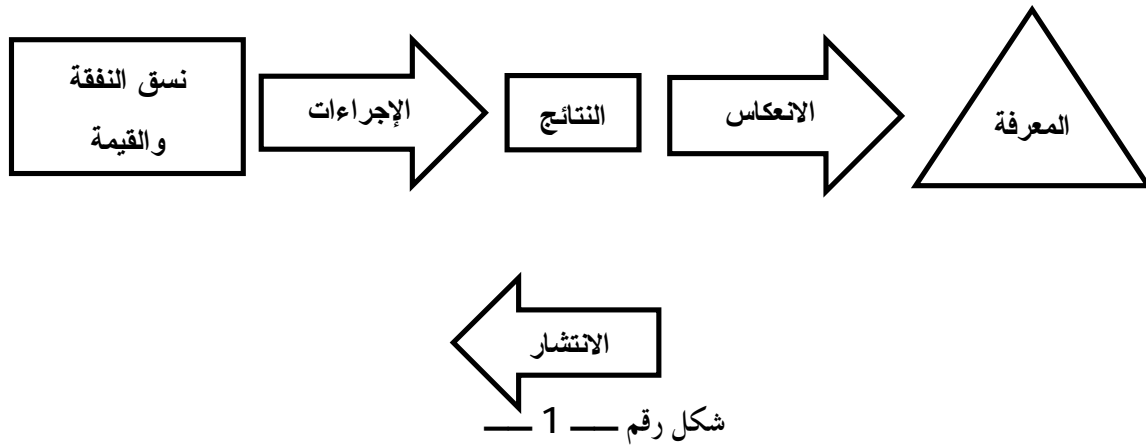 نسق النفقة
والقيمة
الإجراءات
النتائج
الانعكاس
المعرفة
الانتشار
شكل رقم ـــ 1 ـــ